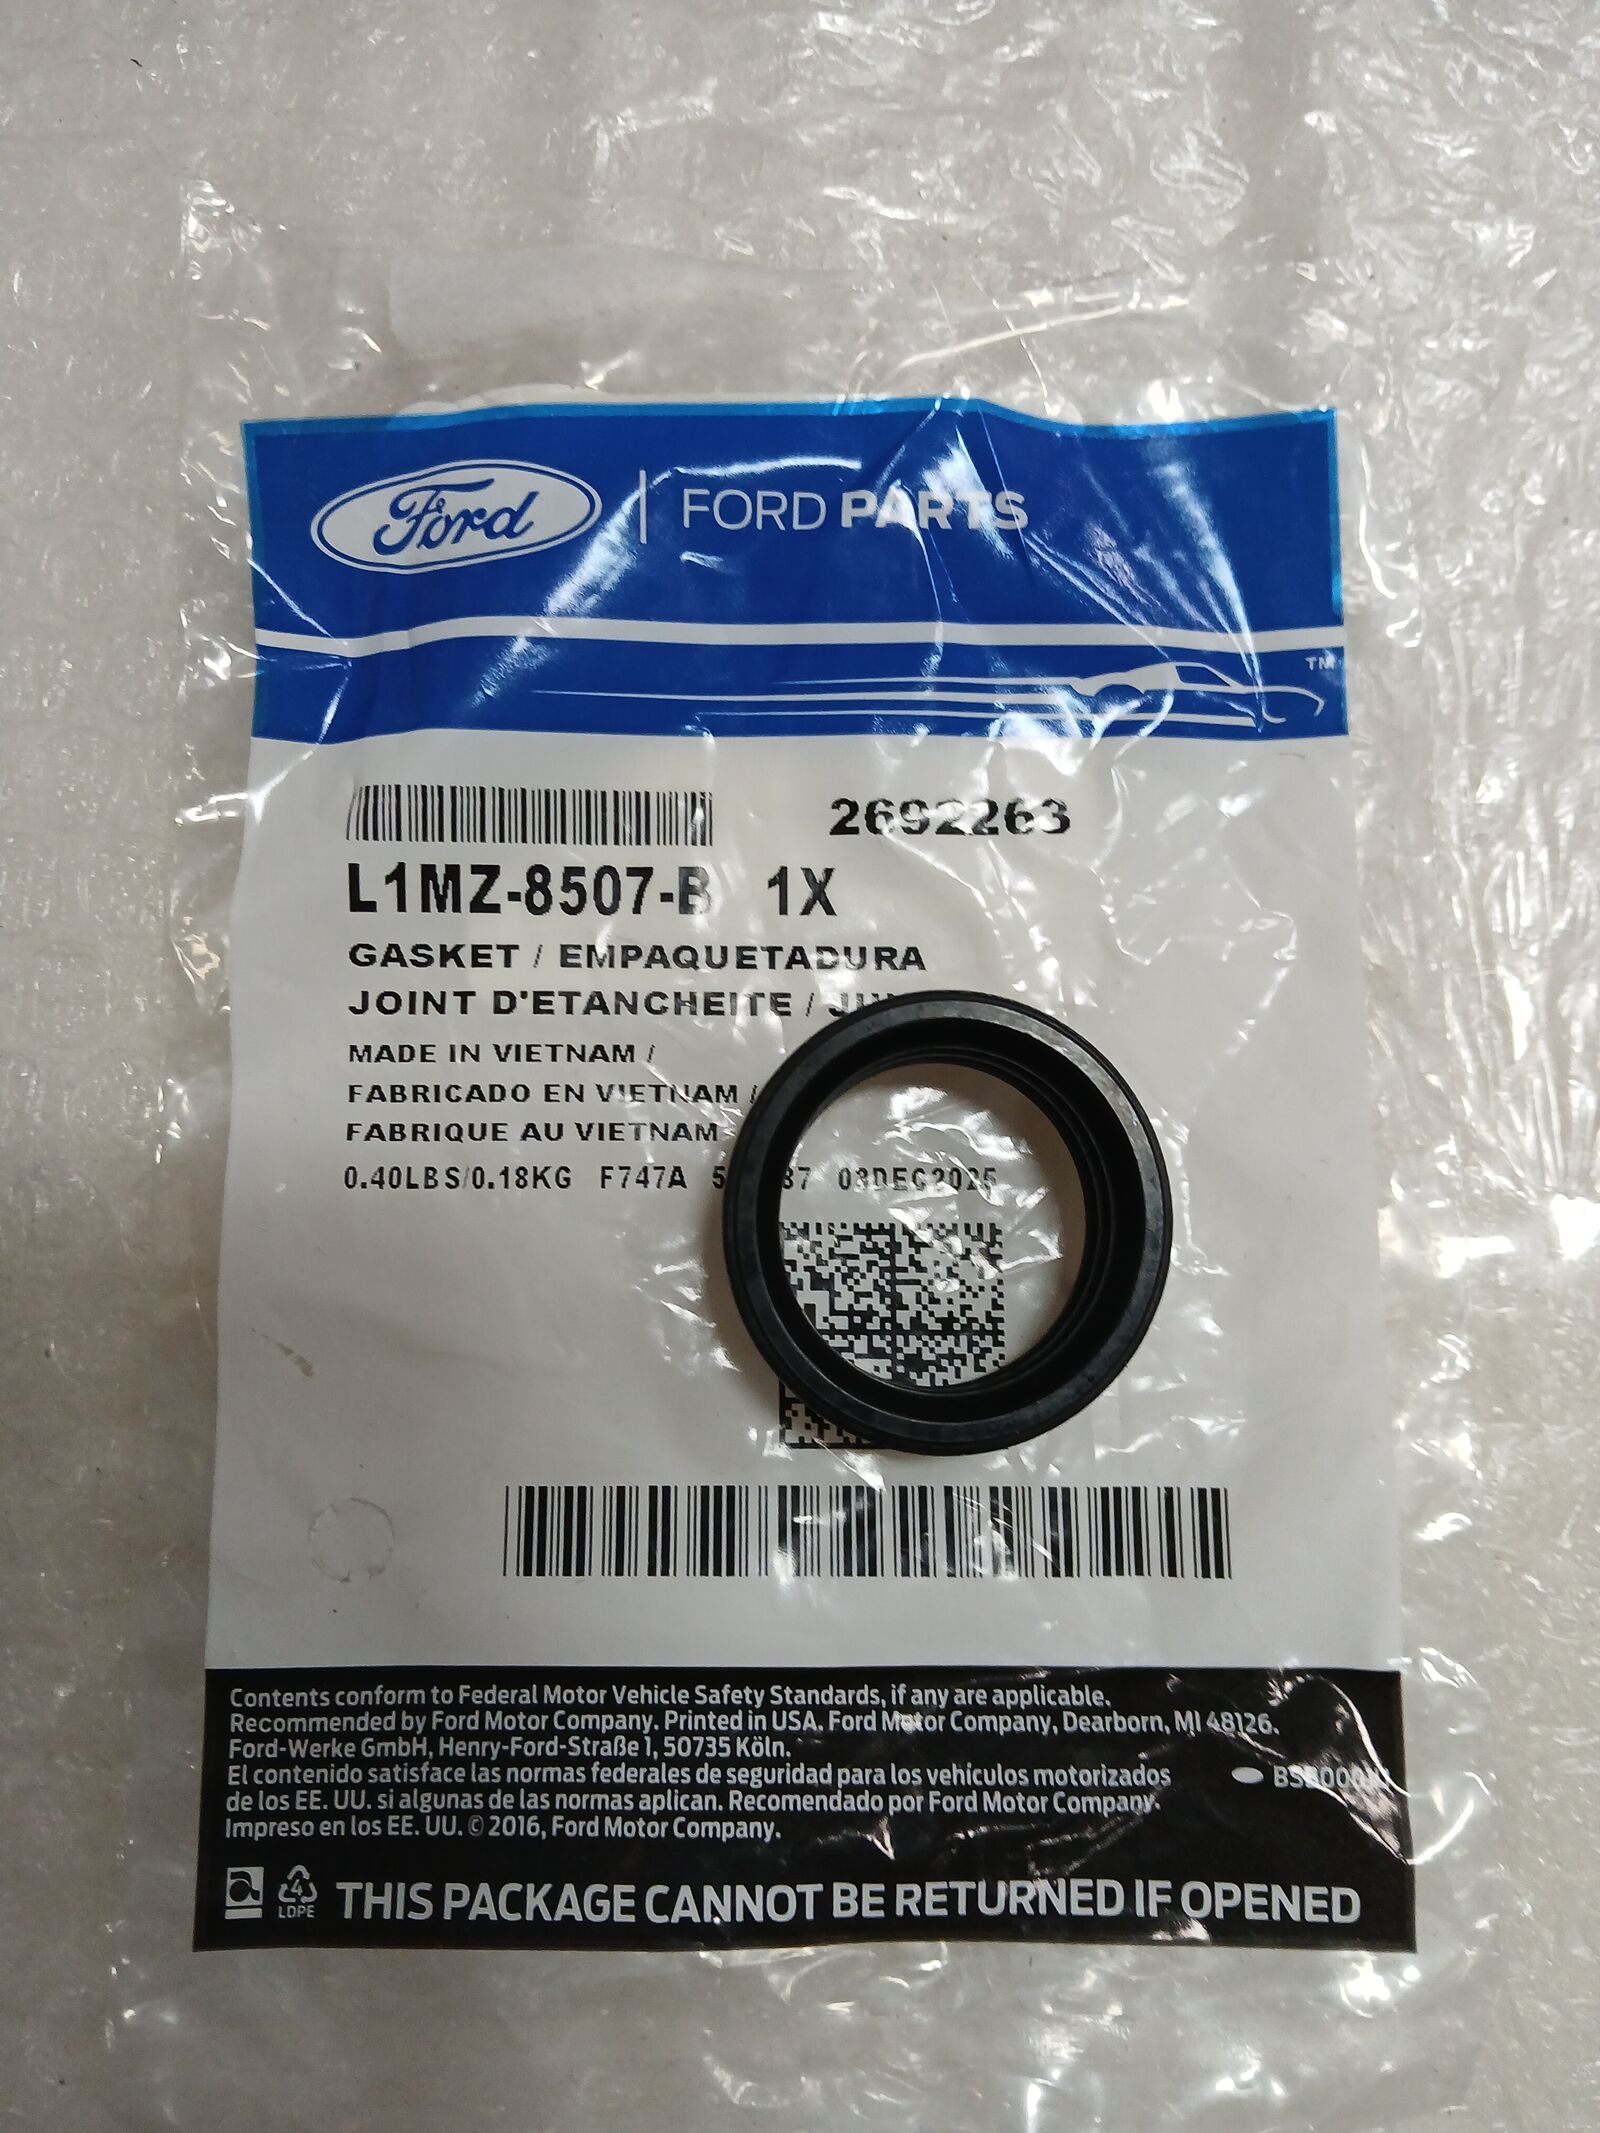 Ford | FORD PARTS
TM
2692263
L1MZ-8507-B 1X
GASKET / EMPAQUETADURA
JOINT D'ETANCHEITE /
MADE IN VIETNAM /
FABRICADO EN VIETNAM /
FABRIQUE AU VIETNAM
0.40LBS/0.18KG F747A 03DEC2025
Contents conform to Federal Motor Vehicle Safety Standards, if any are applicable.
Recommended by Ford Motor Company. Printed in USA. Ford Motor Company, Dearborn, MI 48126.
Ford-Werke GmbH, Henry-Ford-Straße 1, 50735 Köln.
El contenido satisface las normas federales de seguridad para los vehículos motorizados
de los EE. UU. si algunas de las normas aplican. Recomendado por Ford Motor Company.
Impreso en los EE. UU. © 2016, Ford Motor Company.
4
LDPE
THIS PACKAGE CANNOT BE RETURNED IF OPENED